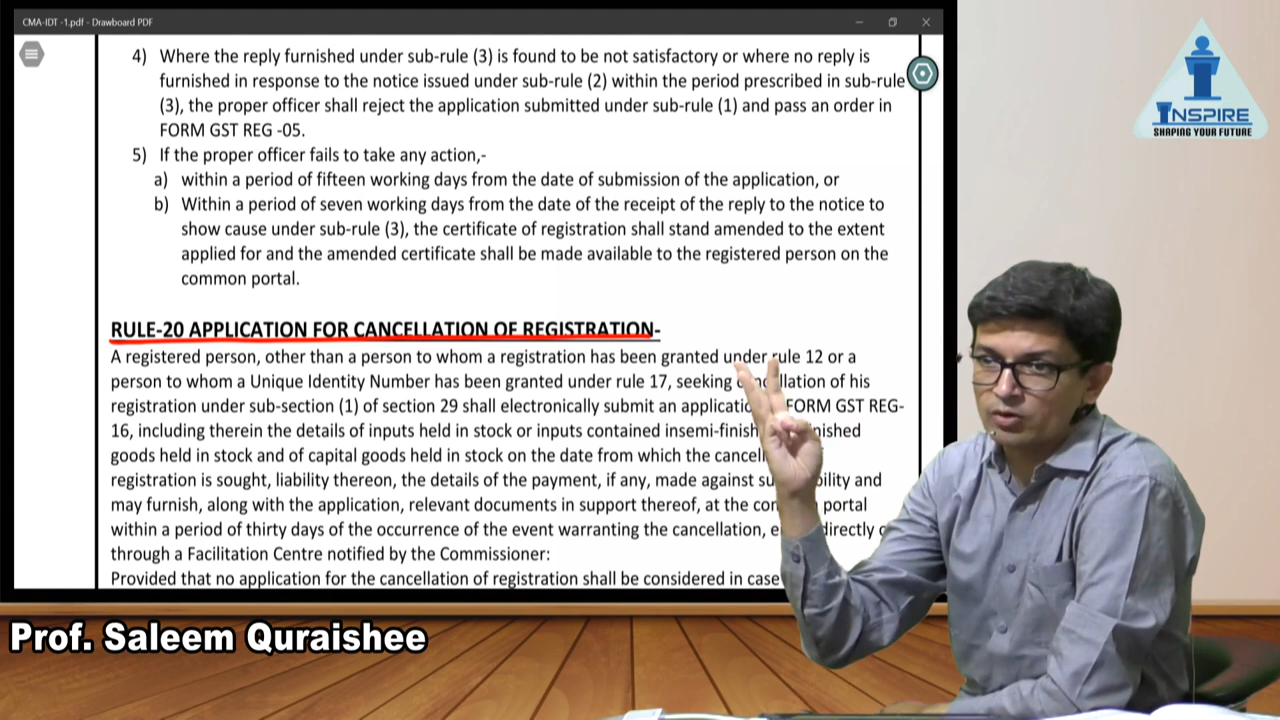 CMA-IDT -1.pdf - Drawboard PDF
4) Where the reply furnished under sub-rule (3) is found to be not satisfactory or where no reply is
furnished in response to the notice issued under sub-rule (2) within the period prescribed in sub-rule
(3), the proper officer shall reject the application submitted under sub-rule (1) and pass an order in
FORM GST REG -05.
5) If the proper officer fails to take any action,-
a) within a period of fifteen working days from the date of submission of the application, or
b) Within a period of seven working days from the date of the receipt of the reply to the notice to
show cause under sub-rule (3), the certificate of registration shall stand amended to the extent
applied for and the amended certificate shall be made available to the registered person on the
common portal.
RULE-20 APPLICATION FOR CANCELLATION OF REGISTRATION-
A registered person, other than a person to whom a registration has been granted under rule 12 or a
person to whom a Unique Identity Number has been granted under rule 17, seeking llation of his
registration under sub-section (1) of section 29 shall electronically submit an applicatio FORM GST REG-
16, including therein the details of inputs held in stock or inputs contained insemi-finish nished
goods held in stock and of capital goods held in stock on the date from which the cancell
registration is sought, liability thereon, the details of the payment, if any, made against su bility and
may furnish, along with the application, relevant documents in support thereof, at the co portal
within a period of thirty days of the occurrence of the event warranting the cancellation, e directly
through a Facilitation Centre notified by the Commissioner:
Provided that no application for the cancellation of registration shall be considered in case
INSPIRE
SHAPING YOUR FUTURE
Prof. Saleem Quraishee